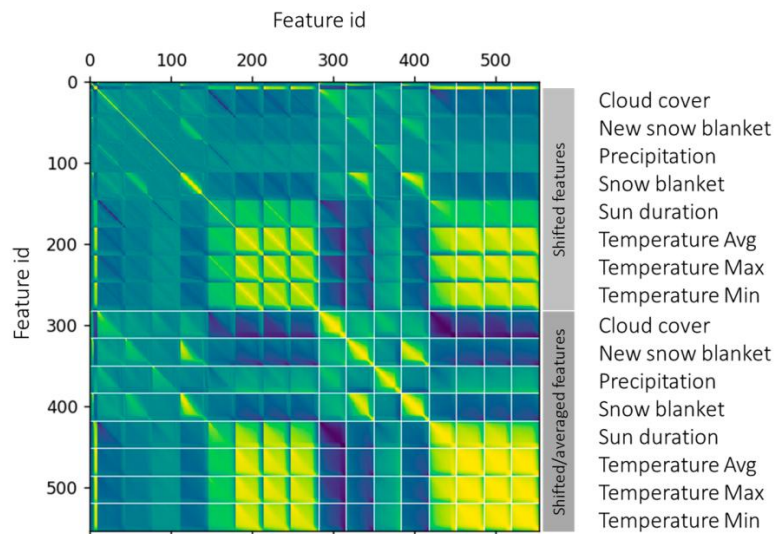 Feature id
0 100 200 300 400 500
0
100
200
300
400
500
Feature id
Shifted features
Shifted/averaged features
Cloud cover
New snow blanket
Precipitation
Snow blanket
Sun duration
Temperature Avg
Temperature Max
Temperature Min
Cloud cover
New snow blanket
Precipitation
Snow blanket
Sun duration
Temperature Avg
Temperature Max
Temperature Min